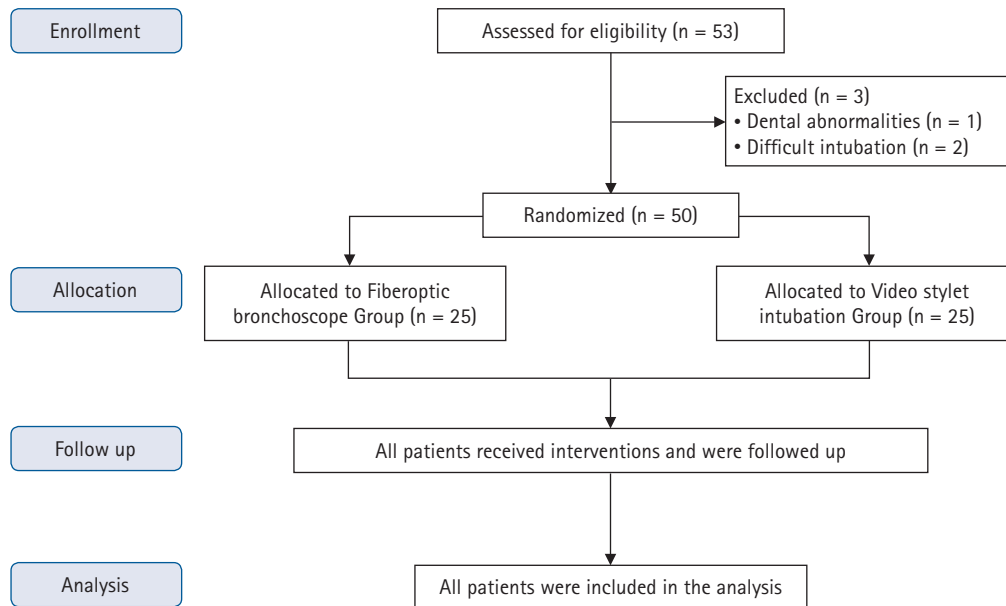 Enrollment
Assessed for eligibility (n = 53)
Excluded (n = 3)
• Dental abnormalities (n = 1)
• Difficult intubation (n = 2)
Randomized (n = 50)
Allocation
Allocated to Fiberoptic
bronchoscope Group (n = 25)
Allocated to Video stylet
intubation Group (n = 25)
Follow up
All patients received interventions and were followed up
Analysis
All patients were included in the analysis